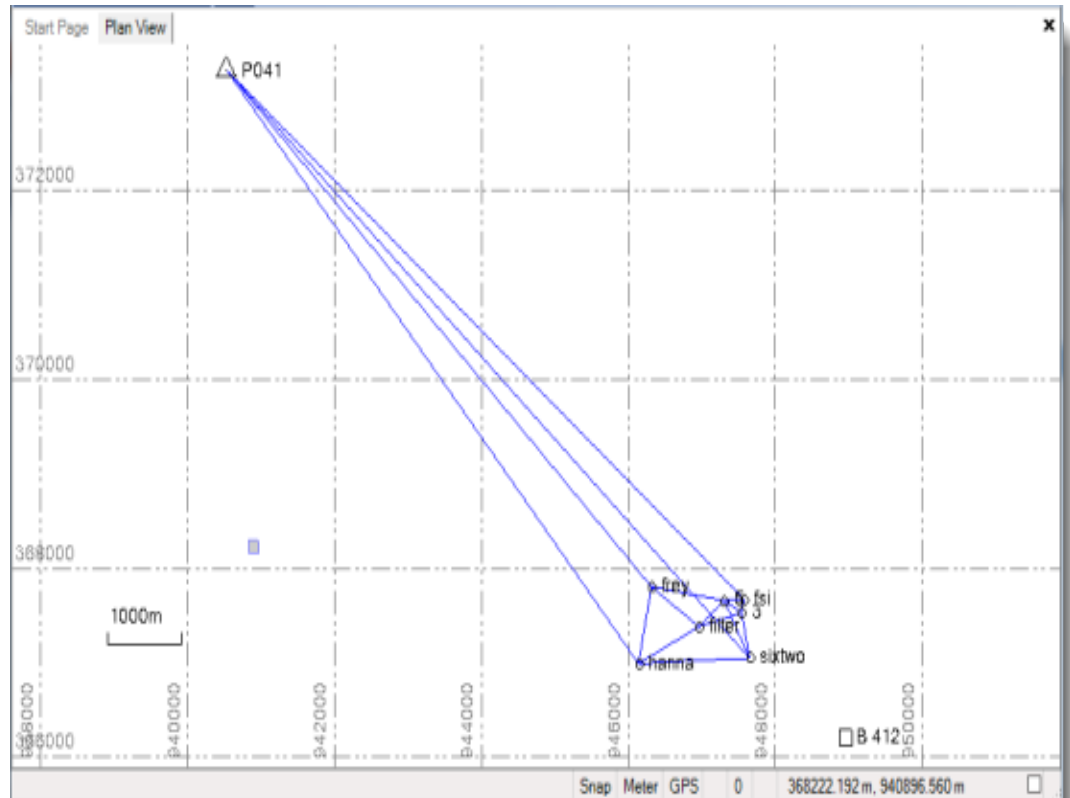 Start Page Plan View x
P041
372000
370000
368000
1000m
frey
fsi
3
filler
hanna
sixtwo
938000 940000 942000 944000 946000 948000 950000
B 412
Snap Meter GPS 0 368222.192 m, 940896.560 m